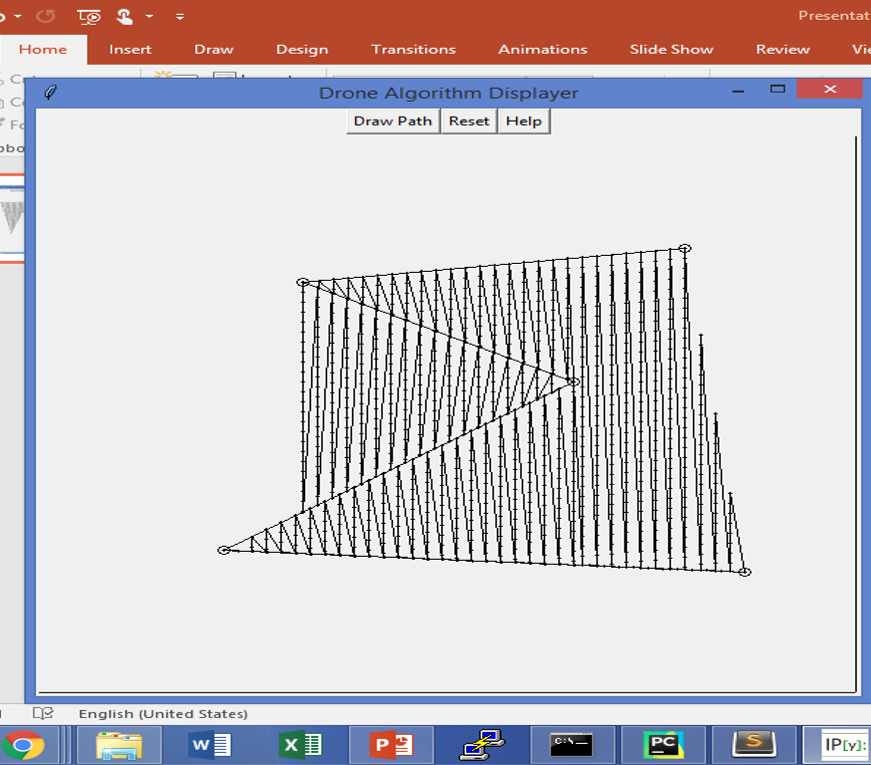 Presentat
Home Insert Draw Design Transitions Animations Slide Show Review Vie
Drone Algorithm Displayer
Draw Path Reset Help
English (United States)
W X P C:\ PC S IP[y]: